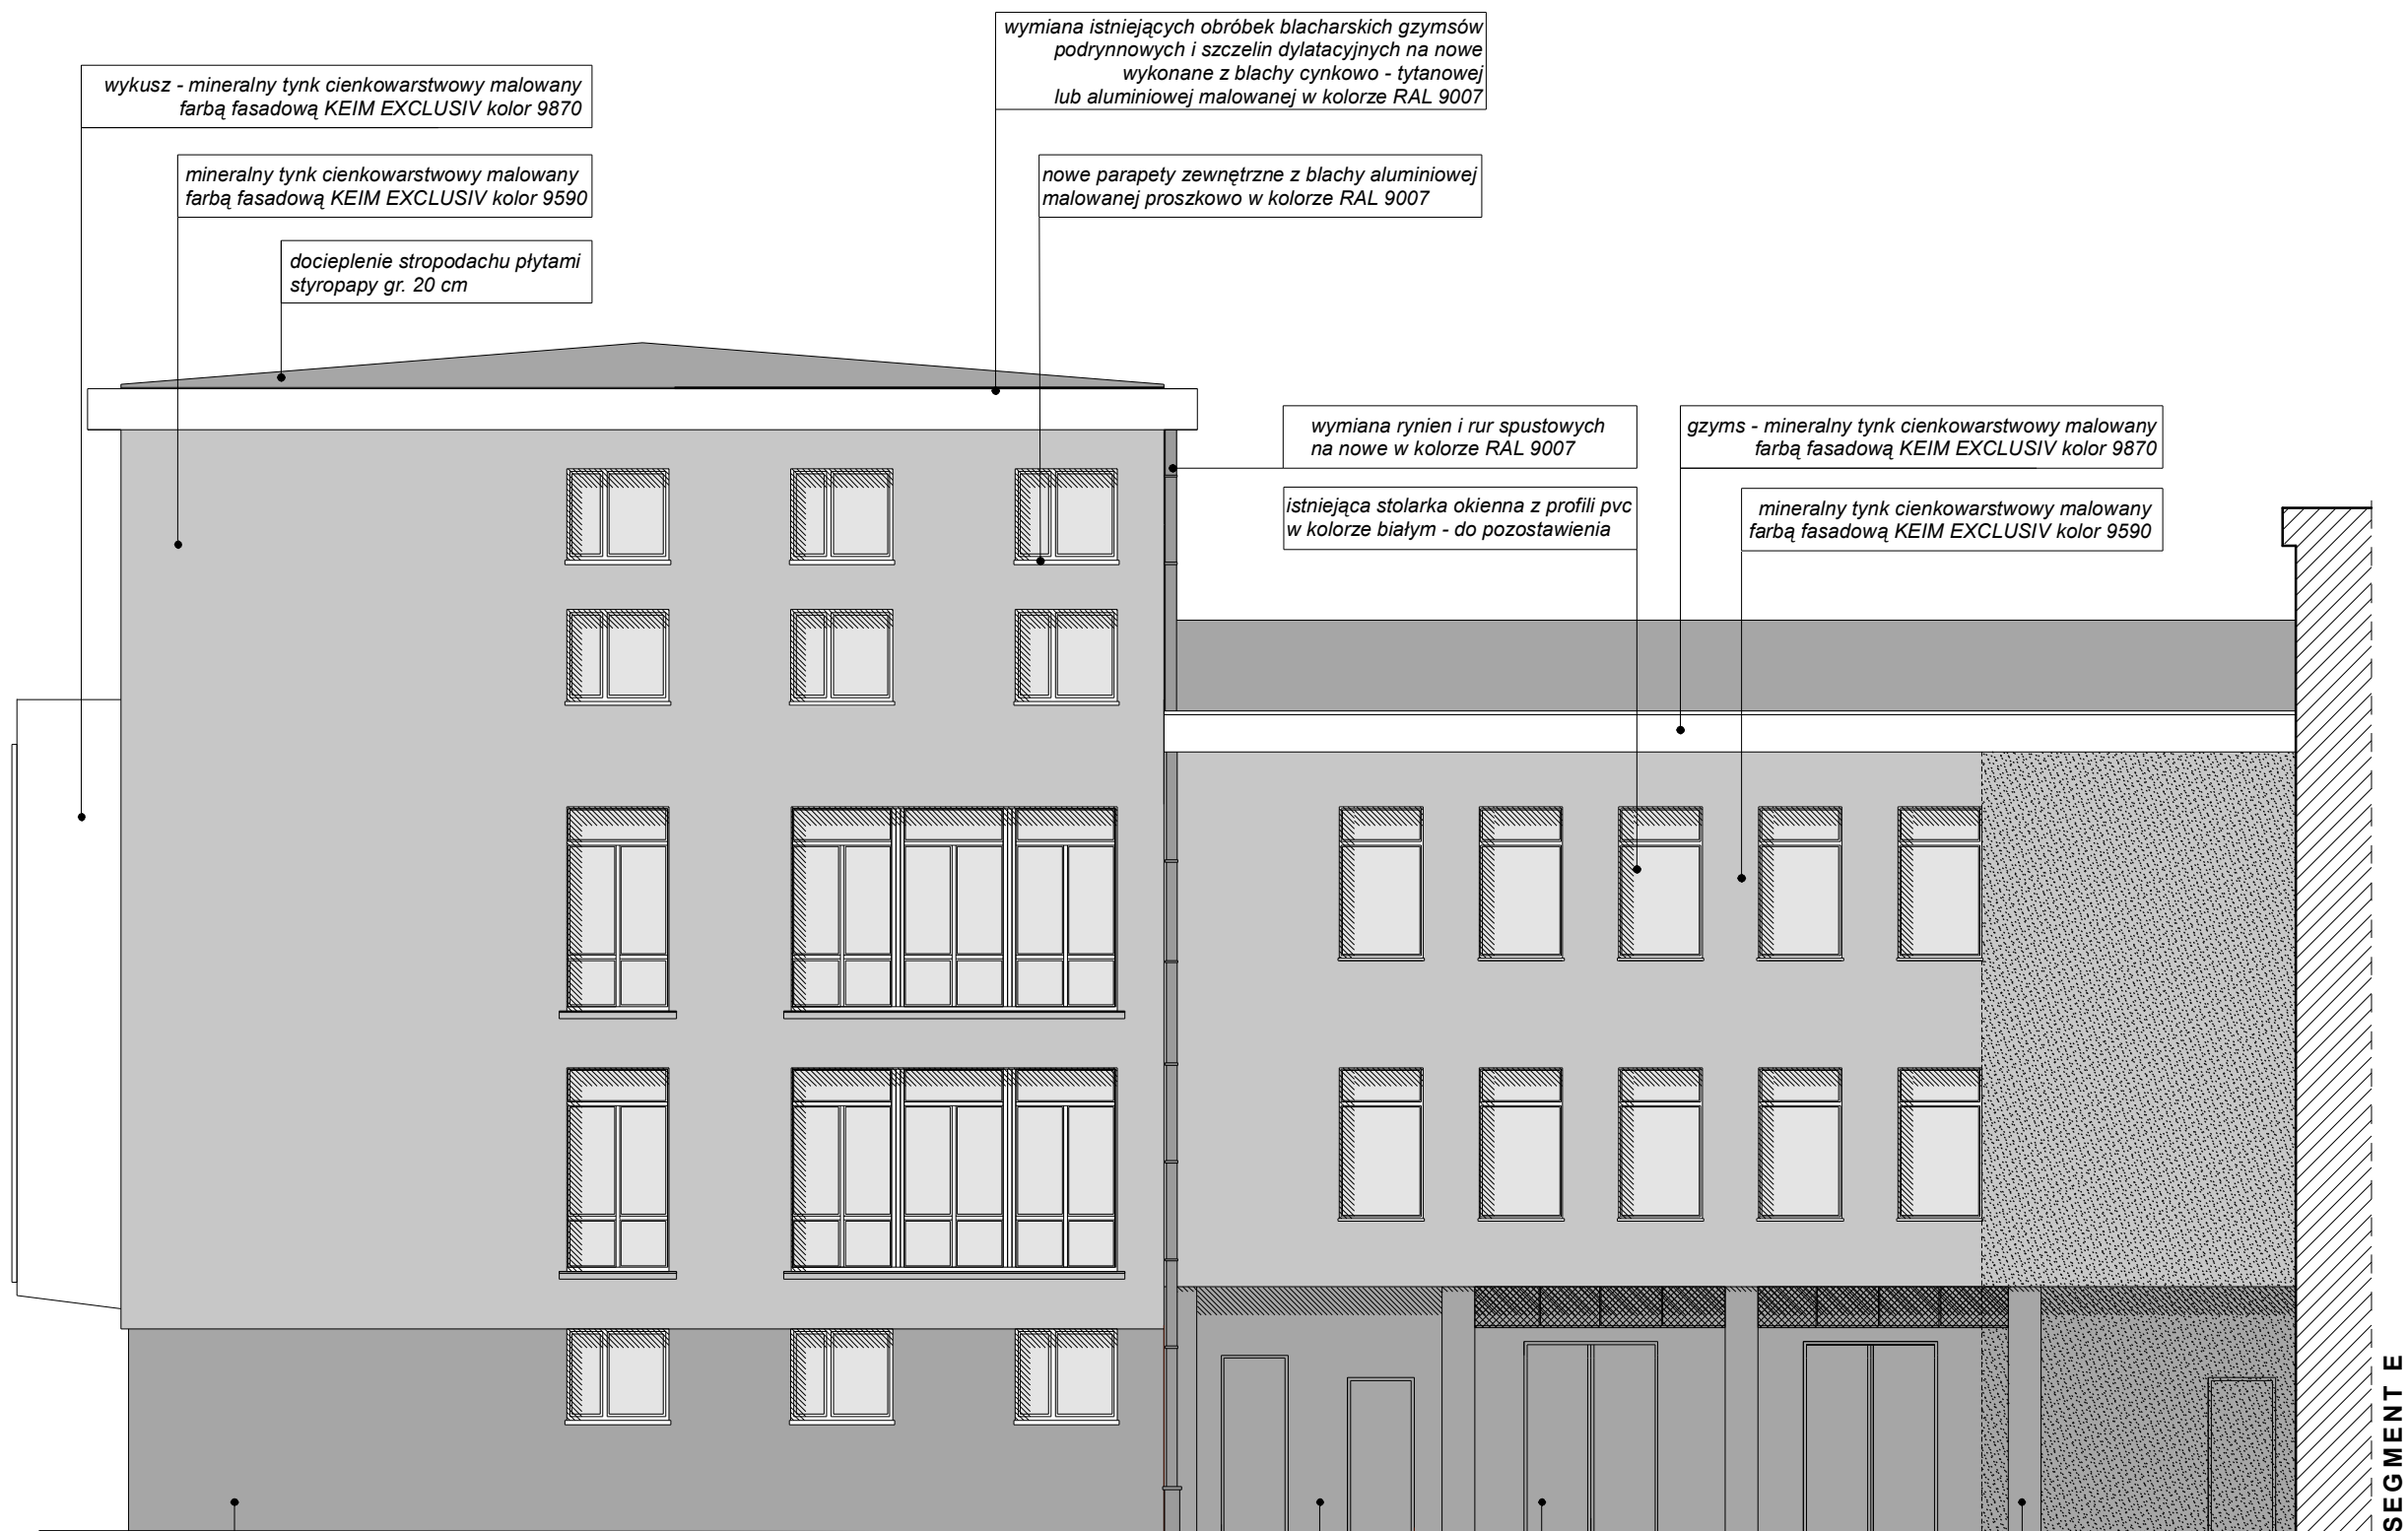 wymiana istniejących obróbek blacharskich gzymsów
podrynnowych i szczelin dylatacyjnych na nowe
wykonane z blachy cynkowo - tytanowej
lub aluminiowej malowanej w kolorze RAL 9007
wykusz - mineralny tynk cienkowarstwowy malowany
farbą fasadową KEIM EXCLUSIV kolor 9870
mineralny tynk cienkowarstwowy malowany
farbą fasadową KEIM EXCLUSIV kolor 9590
nowe parapety zewnętrzne z blachy aluminiowej
malowanej proszkowo w kolorze RAL 9007
docieplenie stropodachu płytami
styropapy gr. 20 cm
wymiana rynien i rur spustowych
na nowe w kolorze RAL 9007
gzyms - mineralny tynk cienkowarstwowy malowany
farbą fasadową KEIM EXCLUSIV kolor 9870
istniejąca stolarka okienna z profili pvc
w kolorze białym - do pozostawienia
mineralny tynk cienkowarstwowy malowany
farbą fasadową KEIM EXCLUSIV kolor 9590
SEGMENT E